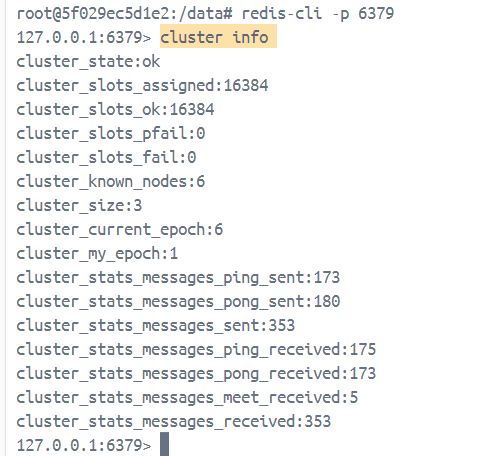 root@5f029ec5d1e2:/data# redis-cli -p 6379
127.0.0.1:6379> cluster info
cluster_state:ok
cluster_slots_assigned:16384
cluster_slots_ok:16384
cluster_slots_pfail:0
cluster_slots_fail:0
cluster_known_nodes:6
cluster_size:3
cluster_current_epoch:6
cluster_my_epoch:1
cluster_stats_messages_ping_sent:173
cluster_stats_messages_pong_sent:180
cluster_stats_messages_sent:353
cluster_stats_messages_ping_received:175
cluster_stats_messages_pong_received:173
cluster_stats_messages_meet_received:5
cluster_stats_messages_received:353
127.0.0.1:6379>